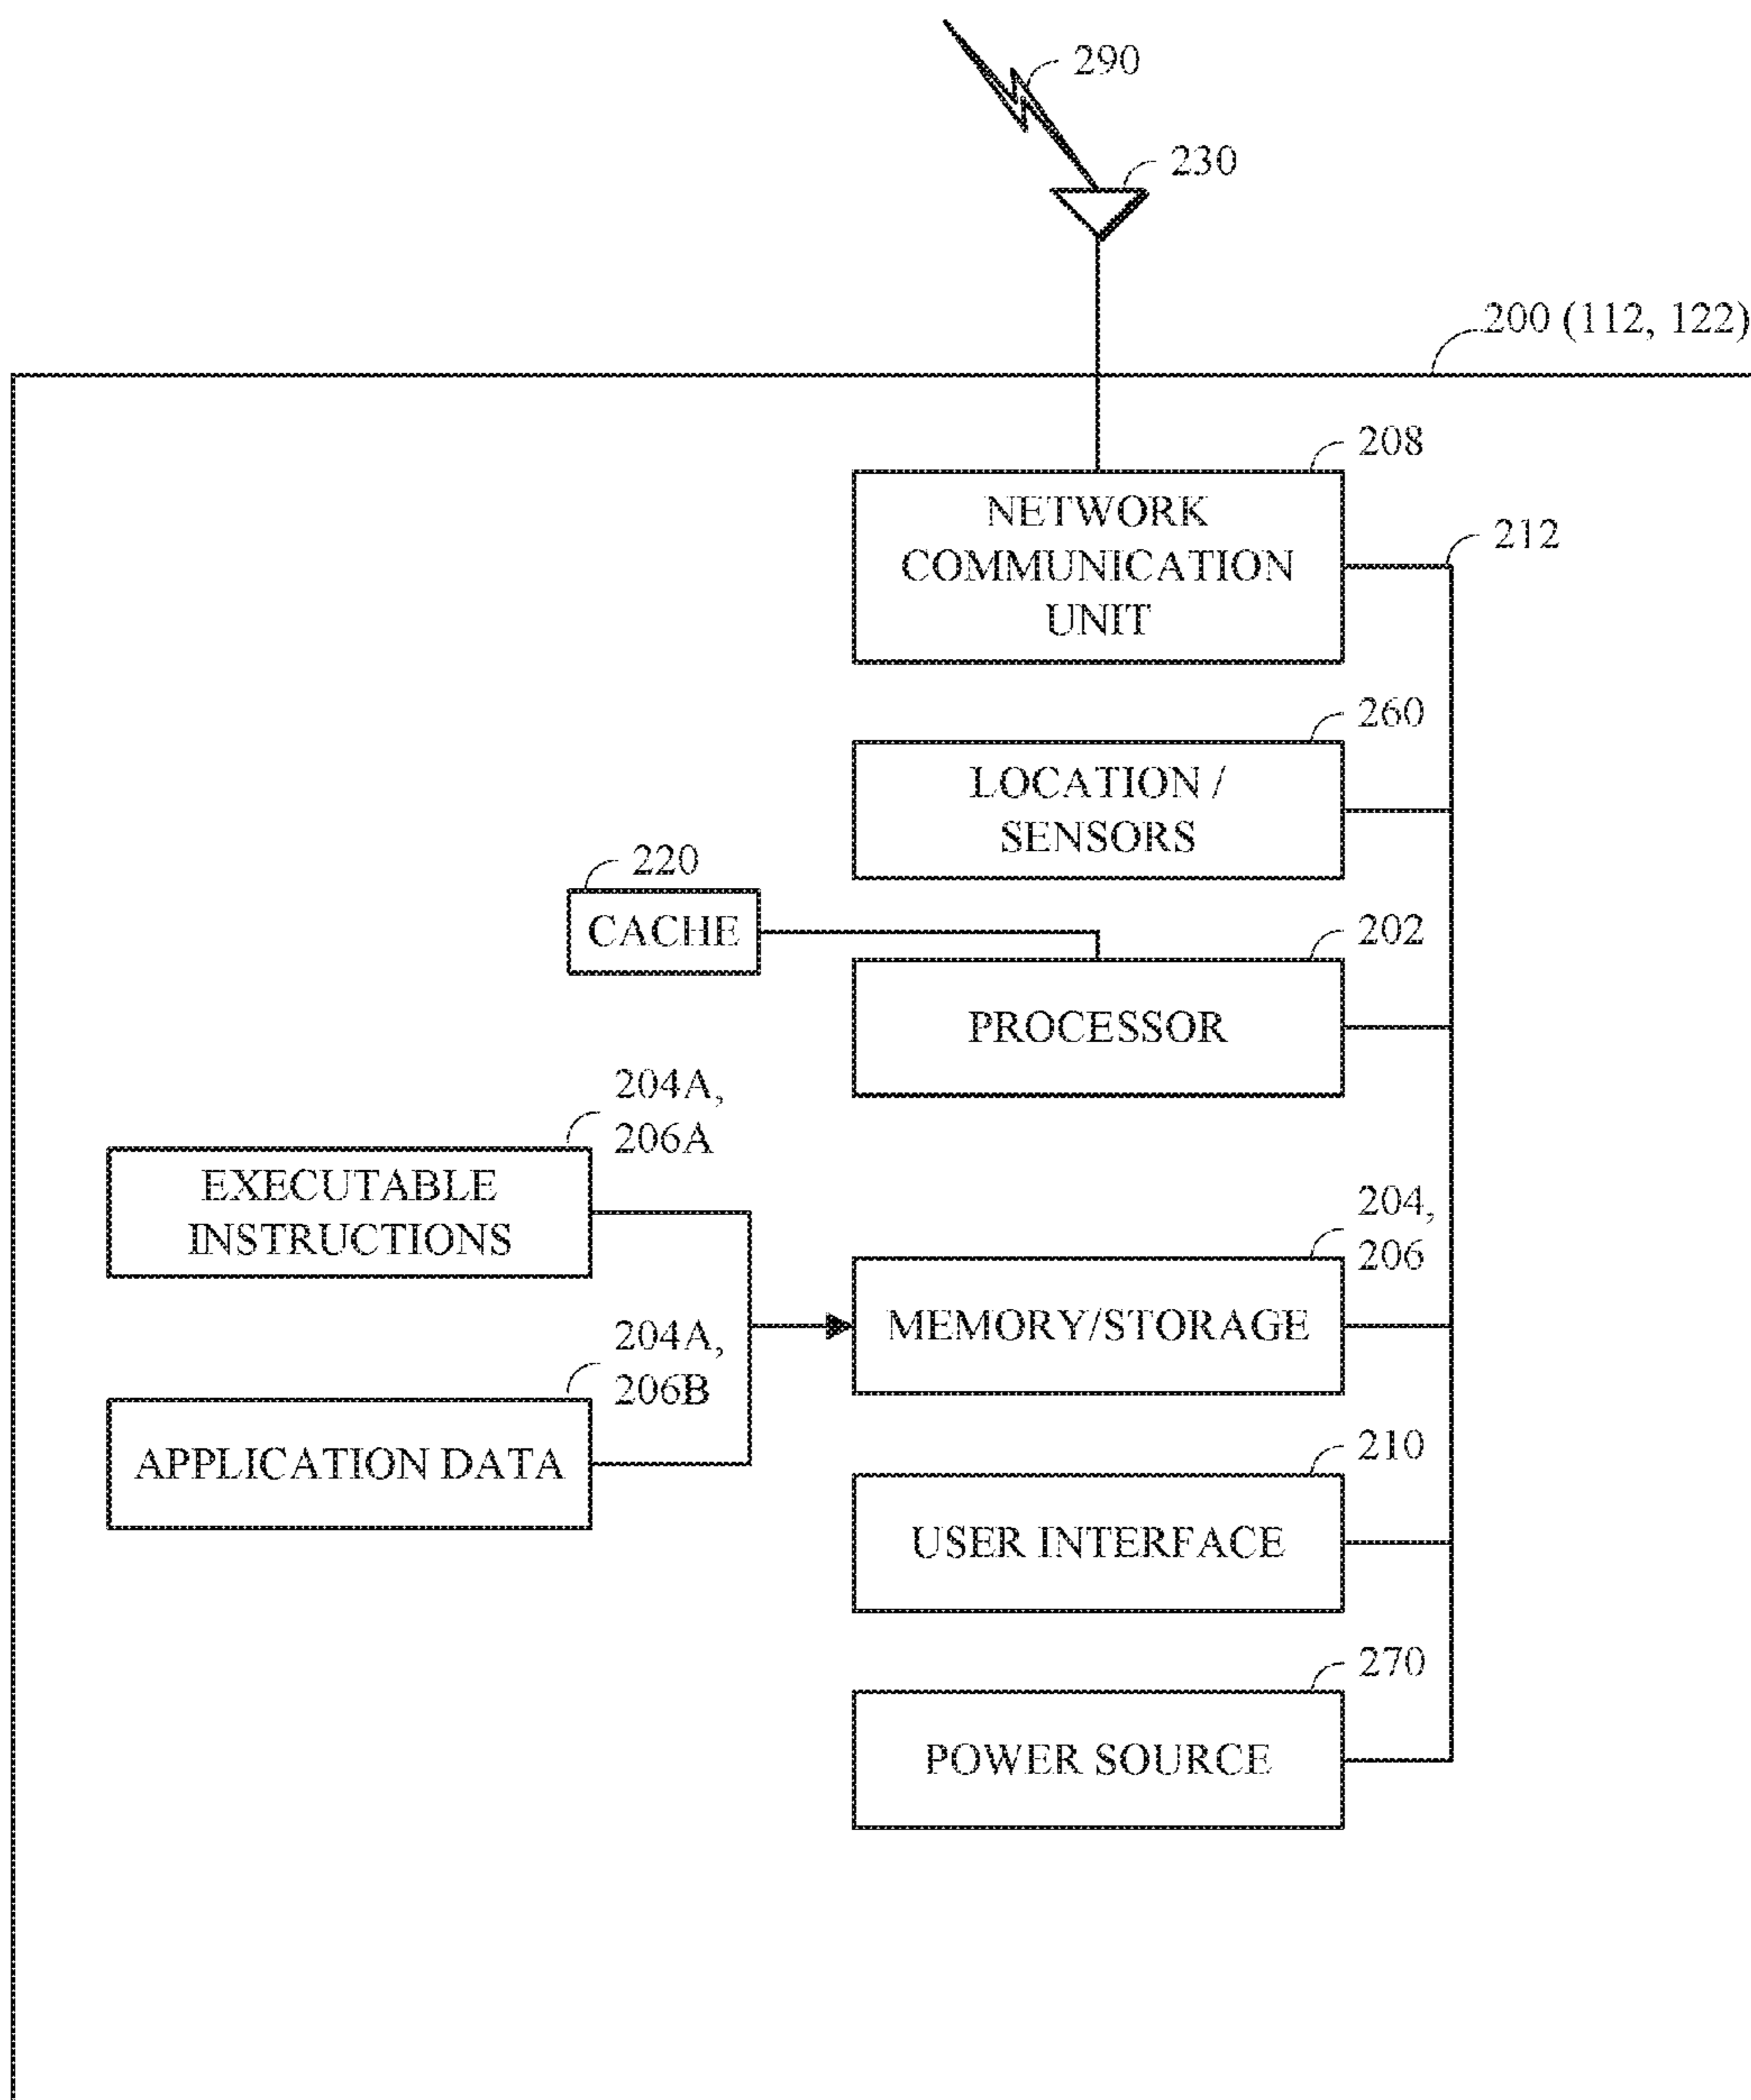 290
230
200 (112, 122)
208
NETWORK
COMMUNICATION
UNIT
212
260
LOCATION /
SENSORS
220
CACHE
202
PROCESSOR
204A,
206A
EXECUTABLE
INSTRUCTIONS
204,
206
MEMORY/STORAGE
204A,
206B
APPLICATION DATA
210
USER INTERFACE
270
POWER SOURCE